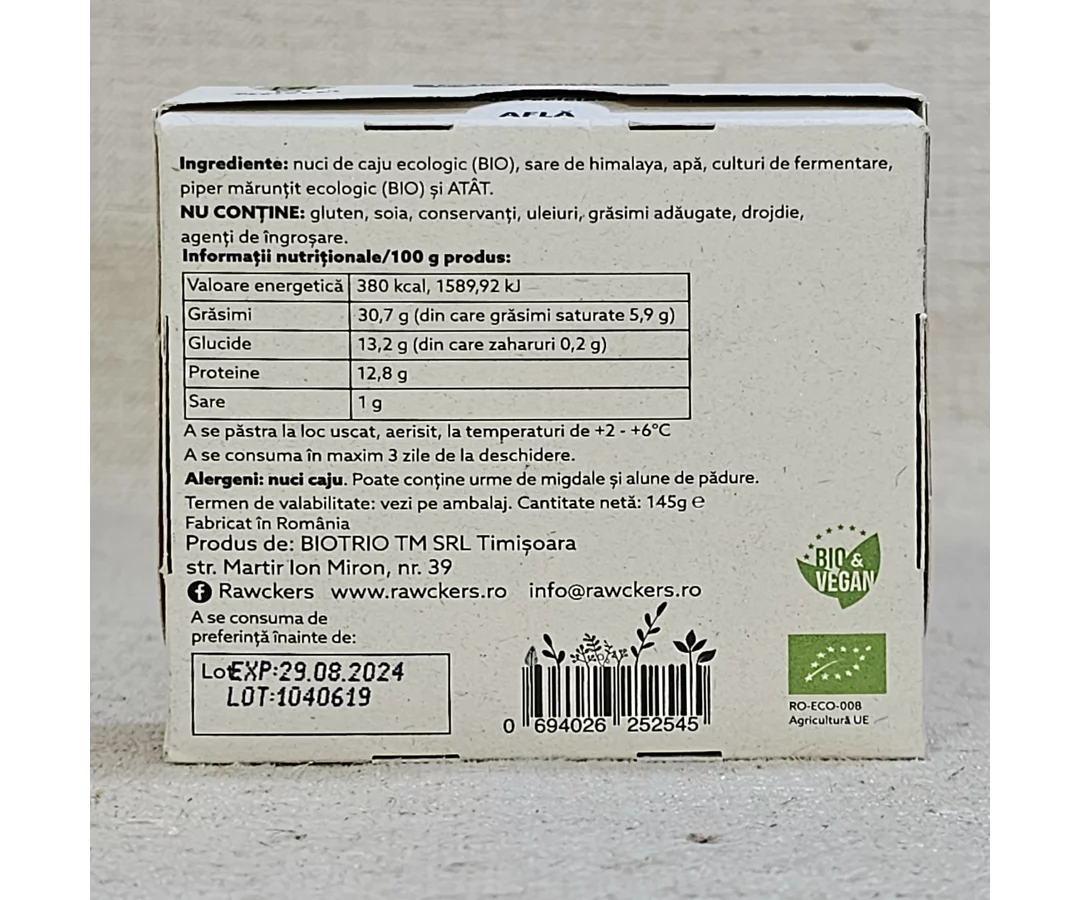 AFLĂ
Ingrediente: nuci de caju ecologic (BIO), sare de himalaya, apă, culturi de fermentare,
piper mărunțit ecologic (BIO) și ATÂT.
NU CONȚINE: gluten, soia, conservanți, uleiuri, grăsimi adăugate, drojdie,
agenți de îngroșare.
Informații nutriționale/100 g produs:
Valoare energetică 380 kcal, 1589,92 kJ
Grăsimi 30,7 g (din care grăsimi saturate 5,9 g)
Glucide 13,2 g (din care zaharuri 0,2 g)
Proteine 12,8 g
Sare 1 g
A se păstra la loc uscat, aerisit, la temperaturi de +2 - +6°C
A se consuma în maxim 3 zile de la deschidere.
Alergeni: nuci caju. Poate conține urme de migdale și alune de pădure.
Termen de valabilitate: vezi pe ambalaj. Cantitate netă: 145g ℮
Fabricat în România
Produs de: BIOTRIO TM SRL Timișoara
str. Martir Ion Miron, nr. 39
Rawckers www.rawckers.ro info@rawckers.ro
A se consuma de
preferință înainte de:
Lot EXP:29.08.2024
LOT:1040619
0 694026 252545
BIO &
VEGAN
RO-ECO-008
Agricultură UE